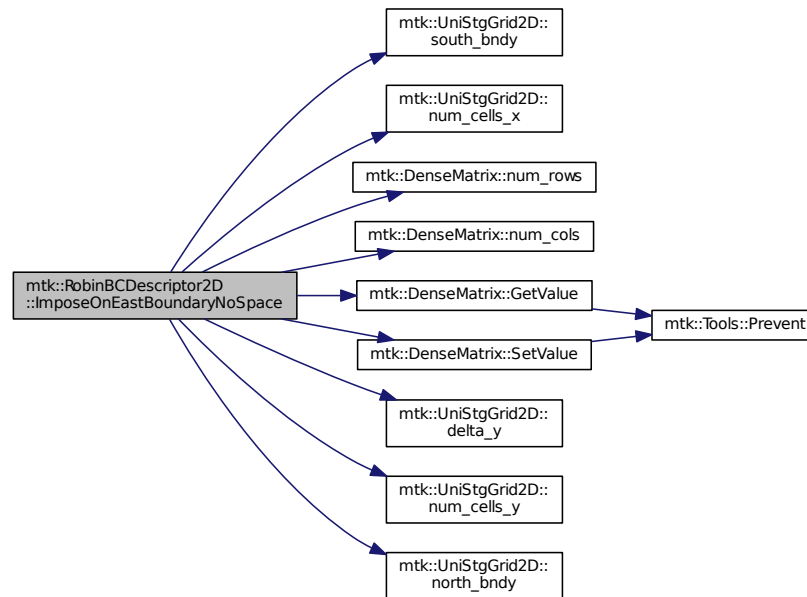 mtk::UniStgGrid2D::
south_bndy
mtk::UniStgGrid2D::
num_cells_x
mtk::DenseMatrix::num_rows
mtk::DenseMatrix::num_cols
mtk::RobinBCDescriptor2D
::ImposeOnEastBoundaryNoSpace
mtk::DenseMatrix::GetValue
mtk::Tools::Prevent
mtk::DenseMatrix::SetValue
mtk::UniStgGrid2D::
delta_y
mtk::UniStgGrid2D::
num_cells_y
mtk::UniStgGrid2D::
north_bndy